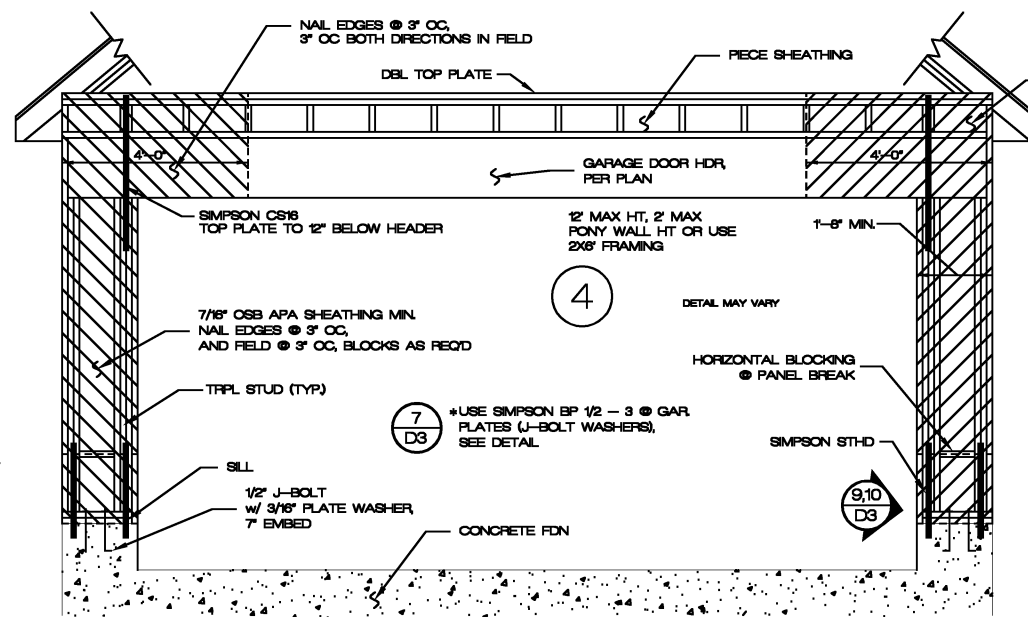 NAIL EDGES @ 3" OC,
3" OC BOTH DIRECTIONS IN FIELD
PIECE SHEATHING
DBL TOP PLATE
4'-0"
4'-0"
GARAGE DOOR HDR,
PER PLAN
SIMPSON CS16
TOP PLATE TO 12" BELOW HEADER
12' MAX HT, 2' MAX
PONY WALL HT OR USE
2X6' FRAMING
1'-8" MIN.
4
DETAIL MAY VARY
7/16" OSB APA SHEATHING MIN.
NAIL EDGES @ 3" OC,
AND FIELD @ 3" OC, BLOCKS AS REQ'D
HORIZONTAL BLOCKING
@ PANEL BREAK
TRPL STUD (TYP.)
7
D3
*USE SIMPSON BP 1/2 - 3 @ GAR.
PLATES (J-BOLT WASHERS),
SEE DETAIL
SIMPSON STHD
SILL
1/2" J-BOLT
w/ 3/16" PLATE WASHER,
7" EMBED
9,10
D3
CONCRETE FDN